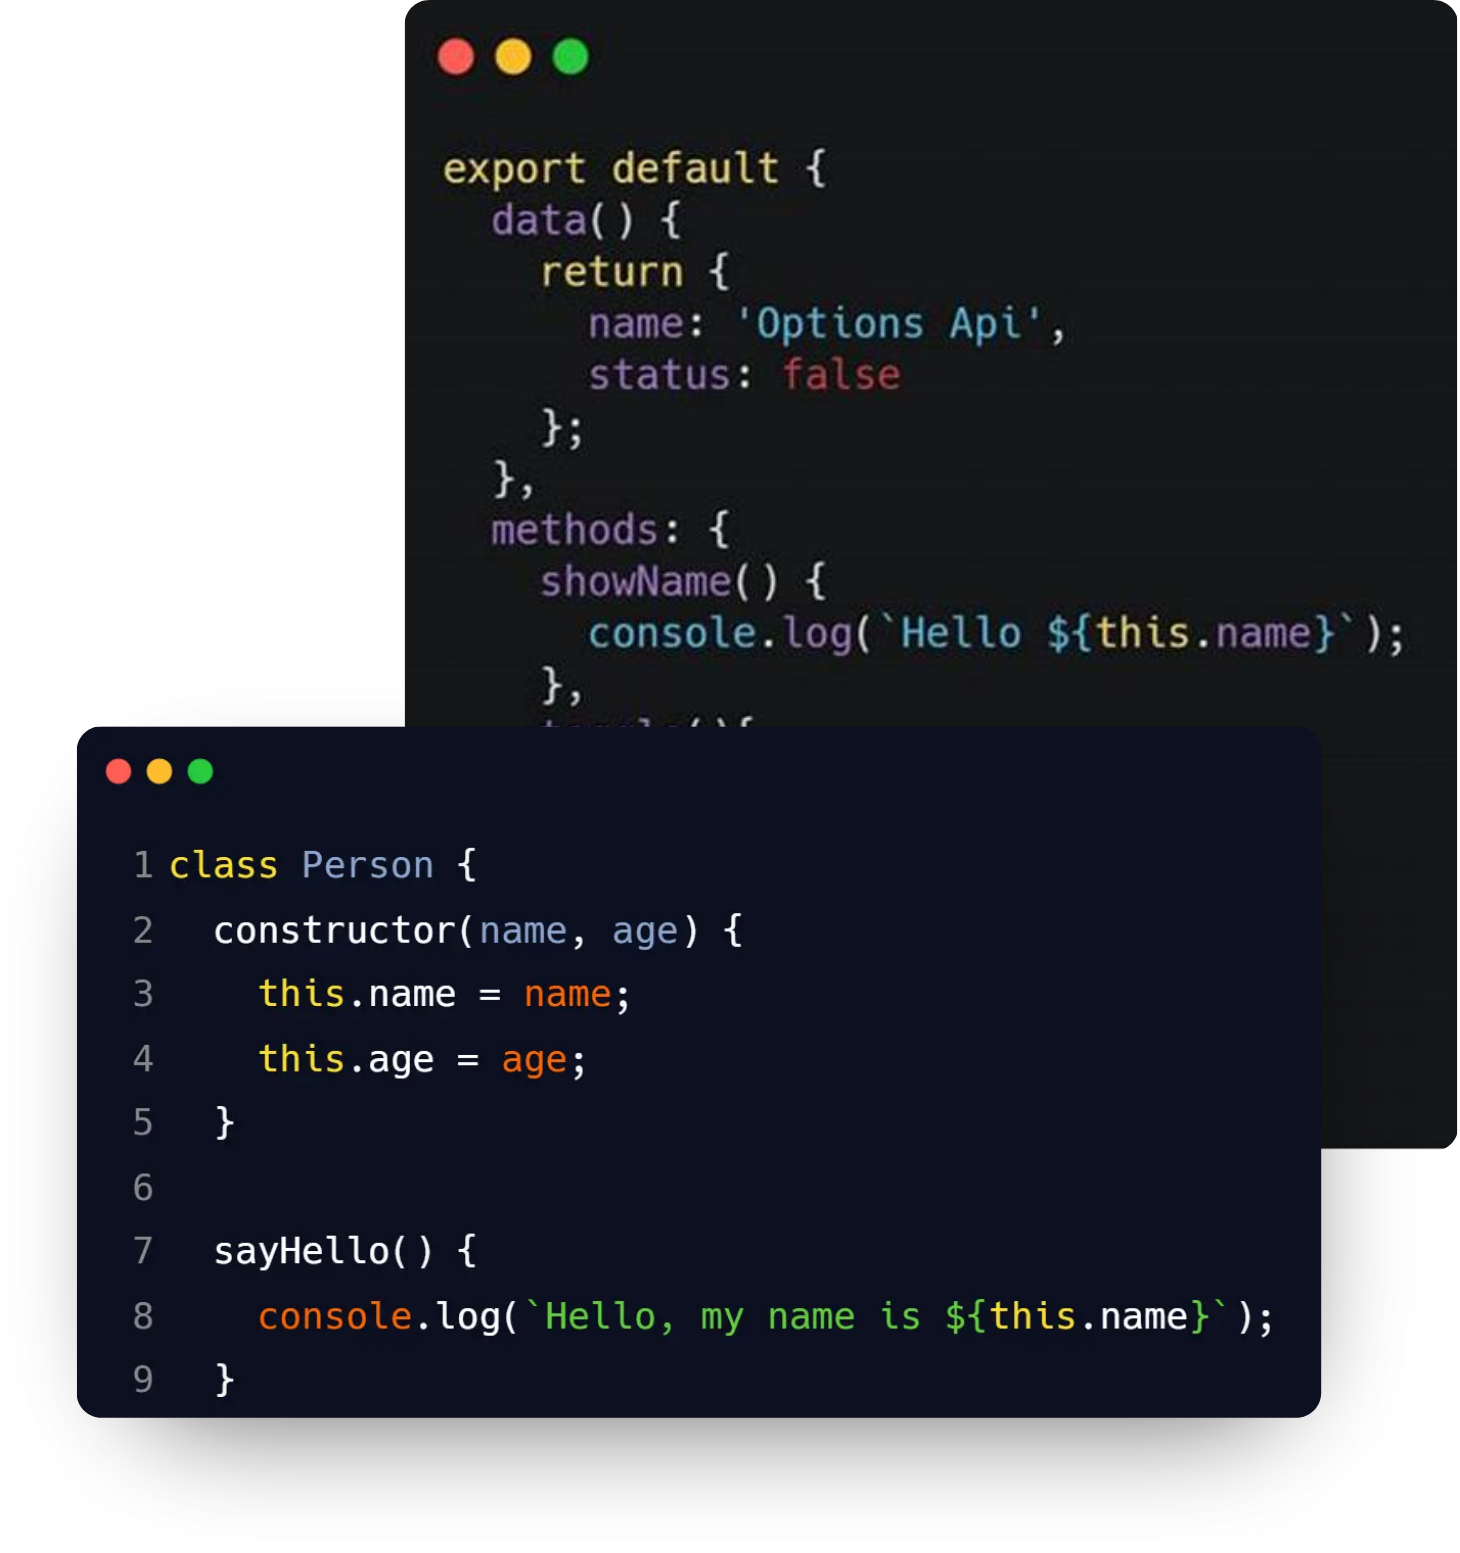 export default {
  data() {
    return {
      name: 'Options Api',
      status: false
    };
  },
  methods: {
    showName() {
      console.log(`Hello ${this.name}`);
    },
1 class Person {
2   constructor(name, age) {
3     this.name = name;
4     this.age = age;
5   }
6
7   sayHello() {
8     console.log(`Hello, my name is ${this.name}`);
9   }